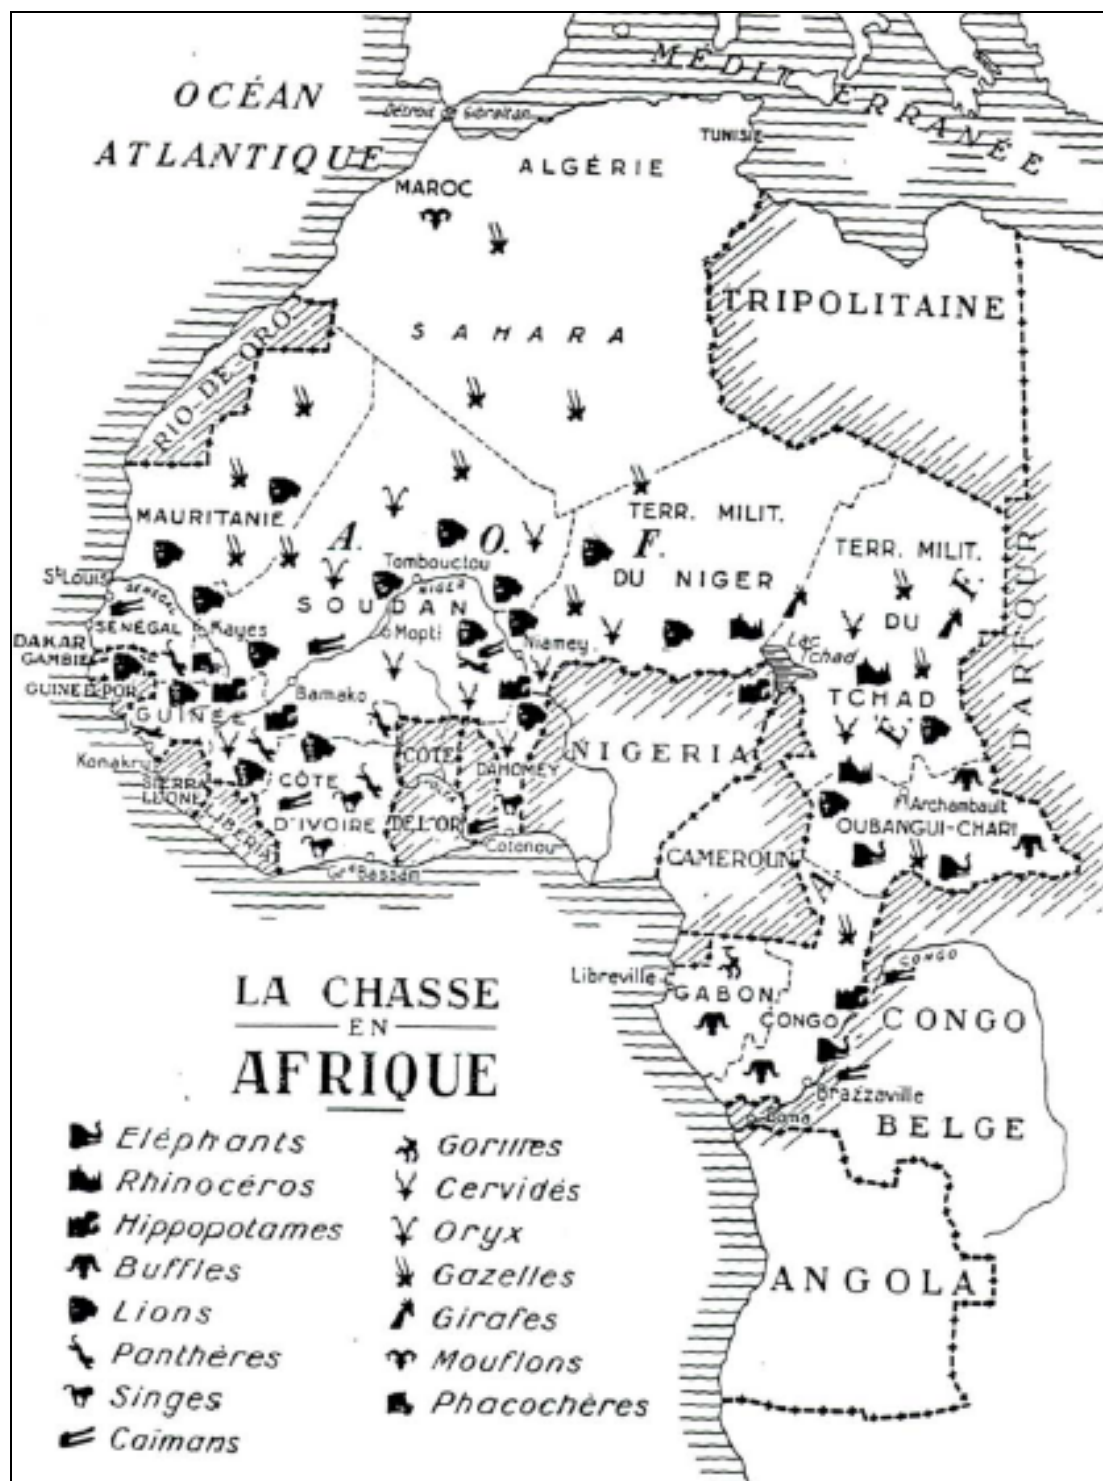 OCÉAN
ATLANTIQUE
MÉDITERRANÉE
Détroit de Gibraltar
TUNISIE
ALGÉRIE
MAROC
TRIPOLITAINE
SAHARA
RIO-DE-ORO
MAURITANIE
A. O. F.
TERR. MILIT.
DU NIGER
TERR. MILIT.
DU
TCHAD
A. E. F.
DARFOUR
Tombouctou
NIGER
St Louis
SÉNÉGAL
SÉNÉGAL
SOUDAN
Kayes
Mopti
Niamey
Lac
Tchad
DAKAR
GAMBIE
GUINÉE POR.
Bamako
GUINÉE
Konakry
SIERRA
LEONE
LIBERIA
CÔTE
D'IVOIRE
Gd Bassam
CÔTE
DE L'OR
DAHOMEY
Cotonou
NIGERIA
Archambault
OUBANGUI-CHARI
CAMEROUN
Libreville
GABON
CONGO
CONGO
CONGO
BELGE
Brazzaville
Boma
ANGOLA
LA CHASSE
EN
AFRIQUE
Eléphants
Rhinocéros
Hippopotames
Buffles
Lions
Panthères
Singes
Caïmans
Gorilles
Cervidés
Oryx
Gazelles
Girafes
Mouflons
Phacochères